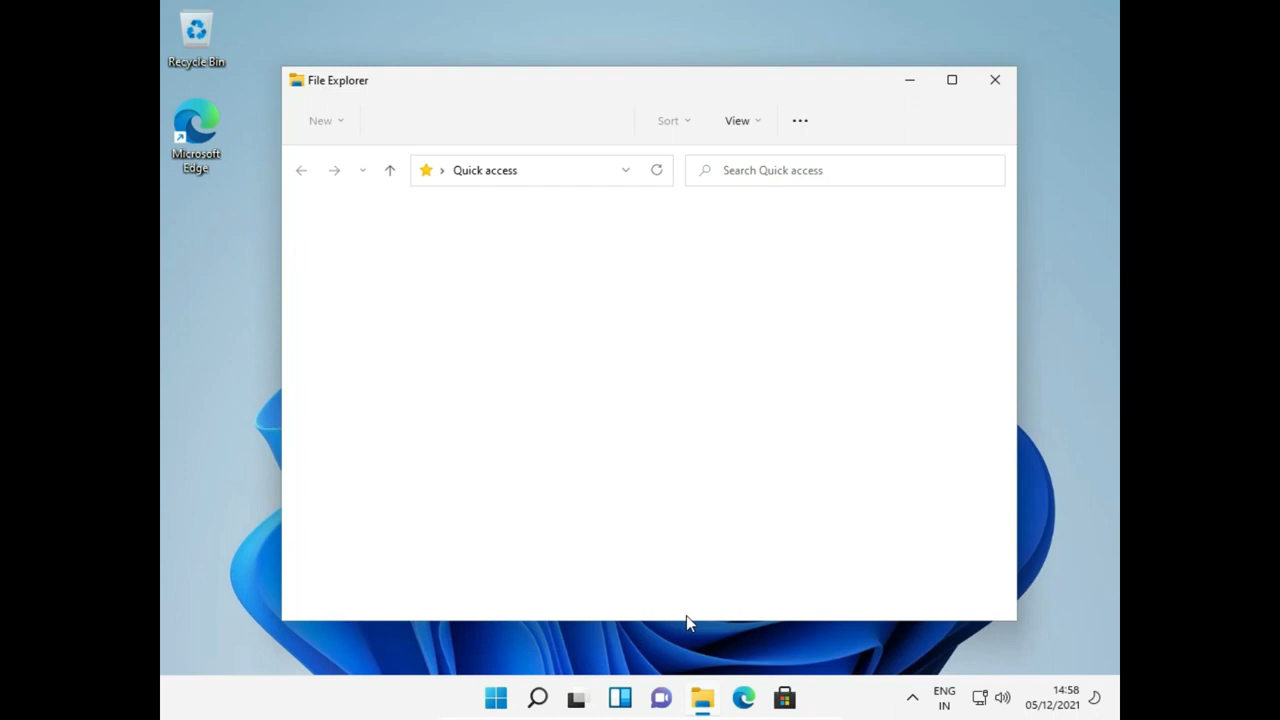 Recycle Bin
Microsoft
Edge
File Explorer
New
Sort
View
Quick access
Search Quick access
ENG
IN
14:58
05/12/2021